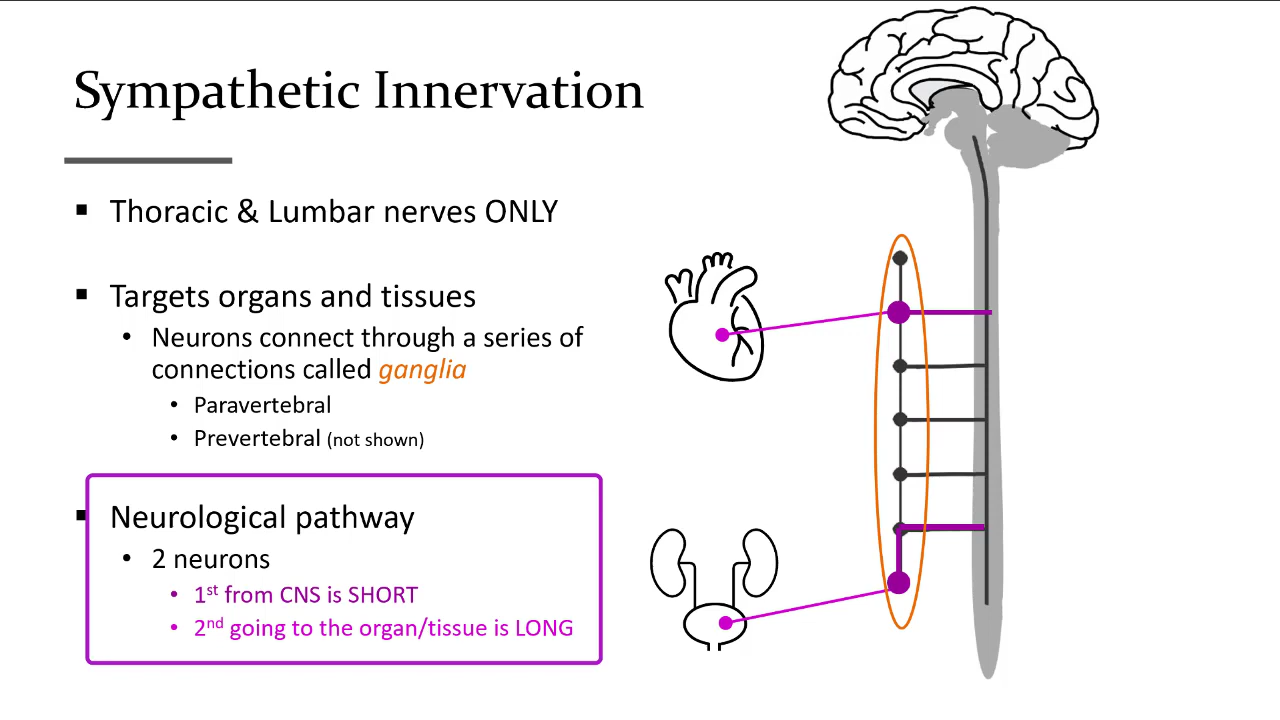 Sympathetic Innervation
▪ Thoracic & Lumbar nerves ONLY
▪ Targets organs and tissues
• Neurons connect through a series of
connections called ganglia
• Paravertebral
• Prevertebral (not shown)
▪ Neurological pathway
• 2 neurons
• 1st from CNS is SHORT
• 2nd going to the organ/tissue is LONG